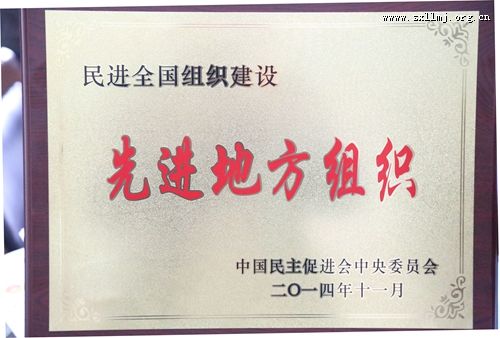 www.sxllmj.org.cn
民进全国组织建设
先进地方组织
中国民主促进会中央委员会
二〇一四年十一月